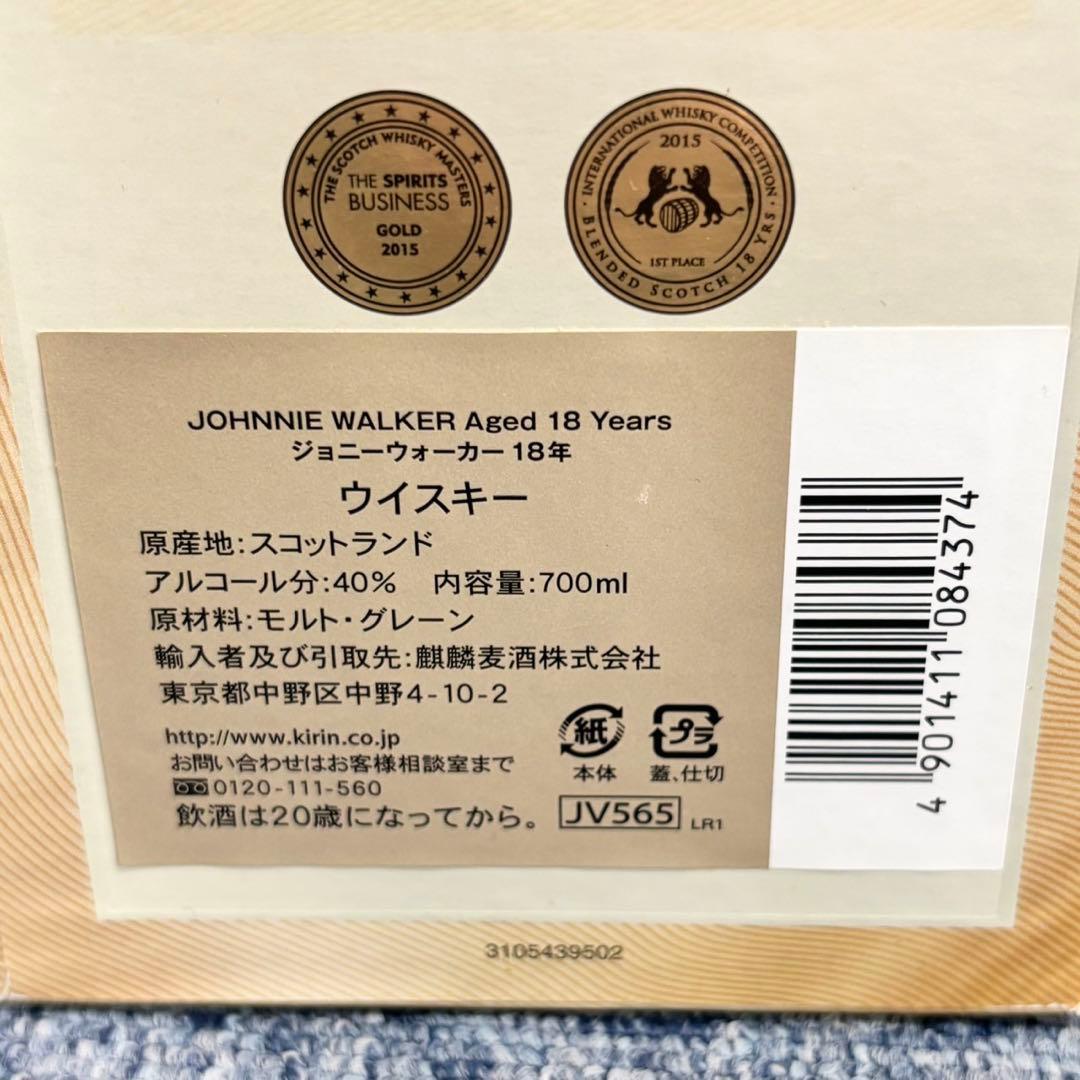 THE SCOTCH WHISKY MASTERS
THE SPIRITS
BUSINESS
GOLD
2015
INTERNATIONAL WHISKY COMPETITION
2015
1ST PLACE
BLENDED SCOTCH 18 YRS
JOHNNIE WALKER Aged 18 Years
ジョニーウォーカー18年
ウイスキー
原産地:スコットランド
アルコール分:40% 内容量:700ml
原材料:モルト・グレーン
輸入者及び引取先:麒麟麦酒株式会社
東京都中野区中野4-10-2
http://www.kirin.co.jp
お問い合わせはお客様相談室まで
0120-111-560
飲酒は20歳になってから。
紙
本体
プラ
蓋、仕切
JV565 LR1
4 901411 084374
3105439502